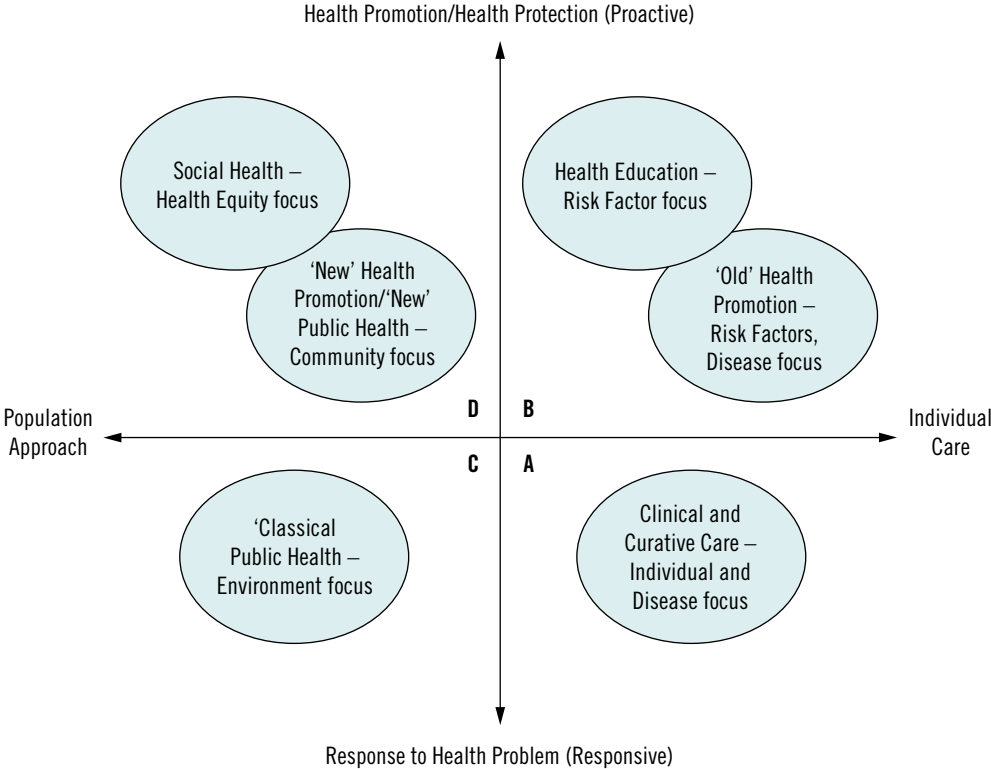 Health Promotion/Health Protection (Proactive)
Social Health –
Health Equity focus
Health Education –
Risk Factor focus
‘New’ Health
Promotion/‘New’
Public Health –
Community focus
‘Old’ Health
Promotion –
Risk Factors,
Disease focus
D
B
Population
Approach
Individual
Care
C
A
‘Classical
Public Health –
Environment focus
Clinical and
Curative Care –
Individual and
Disease focus
Response to Health Problem (Responsive)